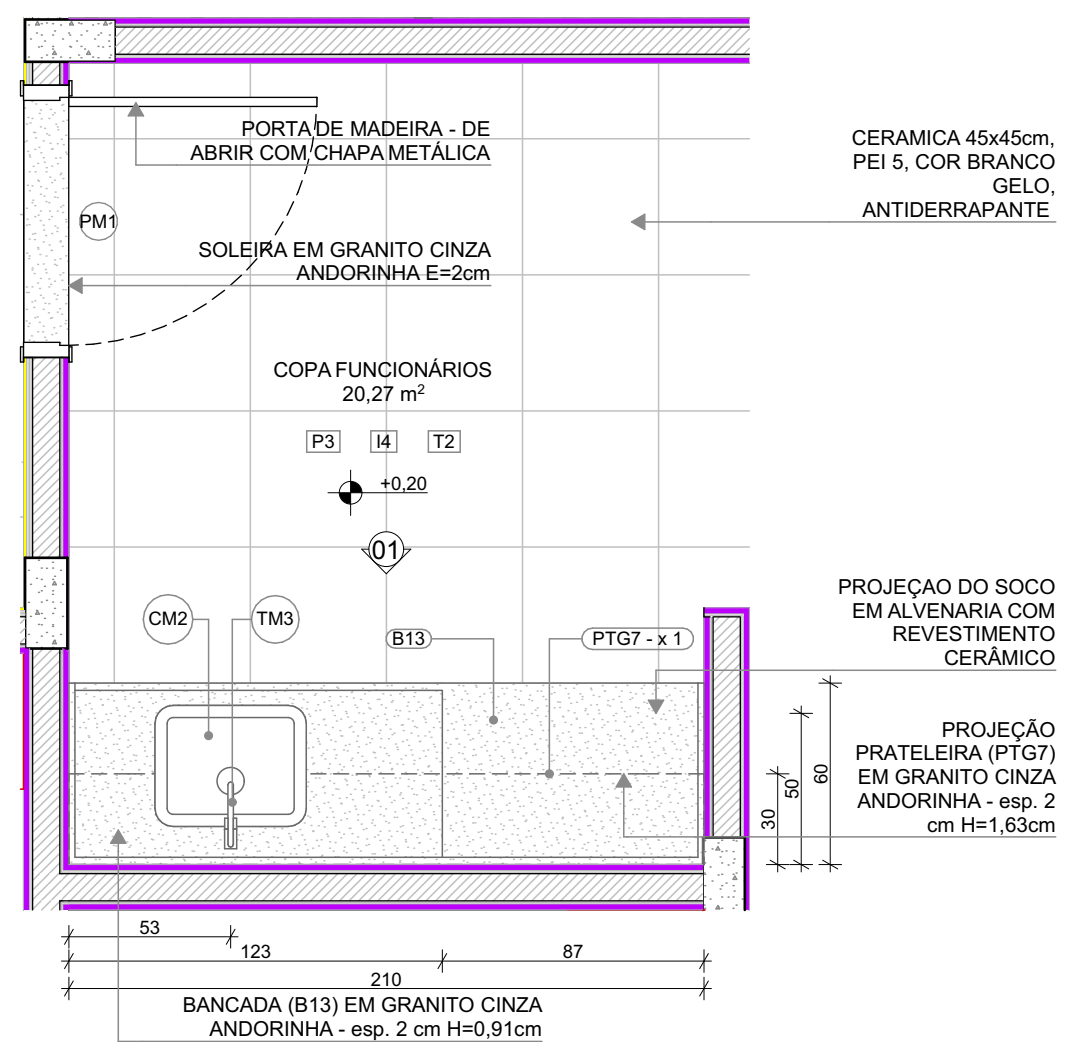 PORTA DE MADEIRA - DE
ABRIR COM CHAPA METÁLICA
CERAMICA 45x45cm,
PEI 5, COR BRANCO
GELO,
ANTIDERRAPANTE
PM1
SOLEIRA EM GRANITO CINZA
ANDORINHA E=2cm
COPA FUNCIONÁRIOS
20,27 m²
P3
I4
T2
+0,20
01
CM2
TM3
B13
PTG7 - x 1
PROJEÇAO DO SOCO
EM ALVENARIA COM
REVESTIMENTO
CERÂMICO
PROJEÇÃO
PRATELEIRA (PTG7)
EM GRANITO CINZA
ANDORINHA - esp. 2
cm H=1,63cm
30
50
60
53
123
87
210
BANCADA (B13) EM GRANITO CINZA
ANDORINHA - esp. 2 cm H=0,91cm